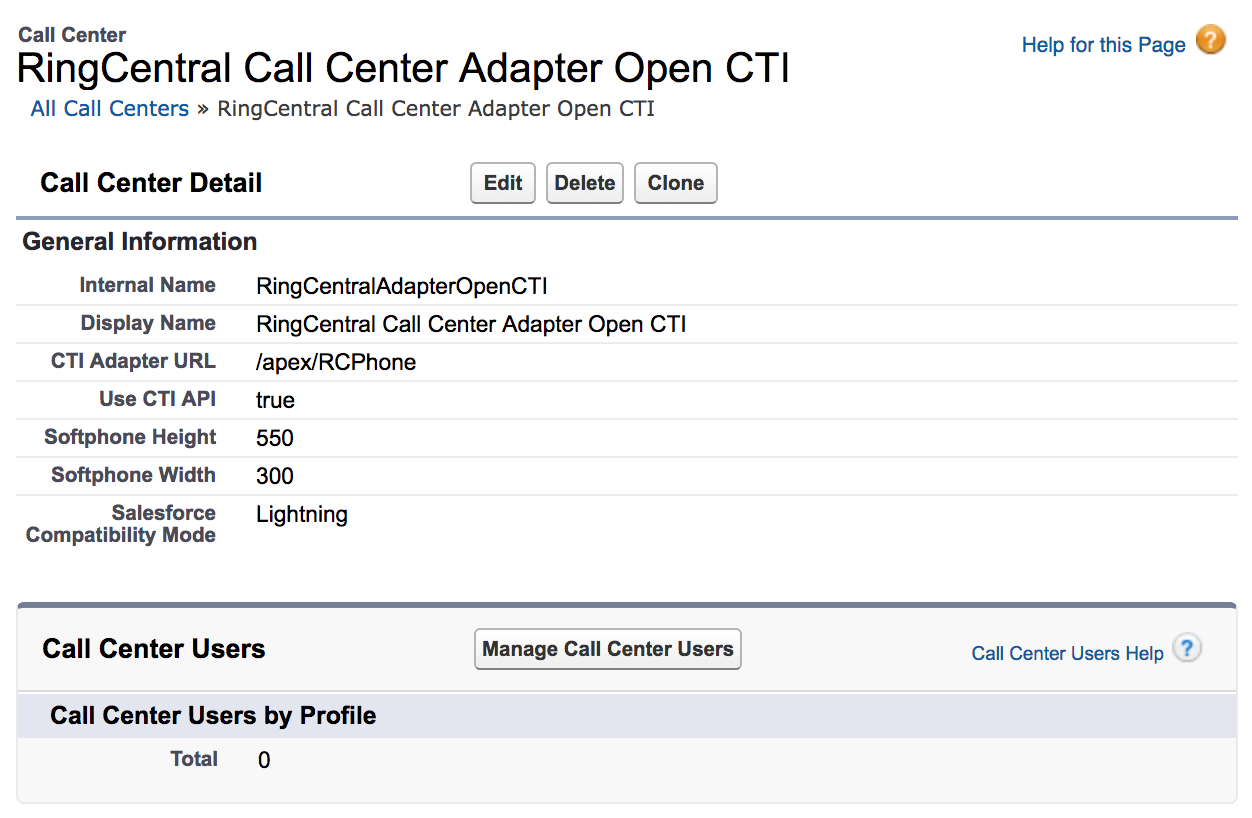 Call Center
RingCentral Call Center Adapter Open CTI
Help for this Page ?
All Call Centers » RingCentral Call Center Adapter Open CTI
Call Center Detail
Edit Delete Clone
General Information
Internal Name RingCentralAdapterOpenCTI
Display Name RingCentral Call Center Adapter Open CTI
CTI Adapter URL /apex/RCPhone
Use CTI API true
Softphone Height 550
Softphone Width 300
Salesforce
Compatibility Mode Lightning
Call Center Users
Manage Call Center Users
Call Center Users Help ?
Call Center Users by Profile
Total 0